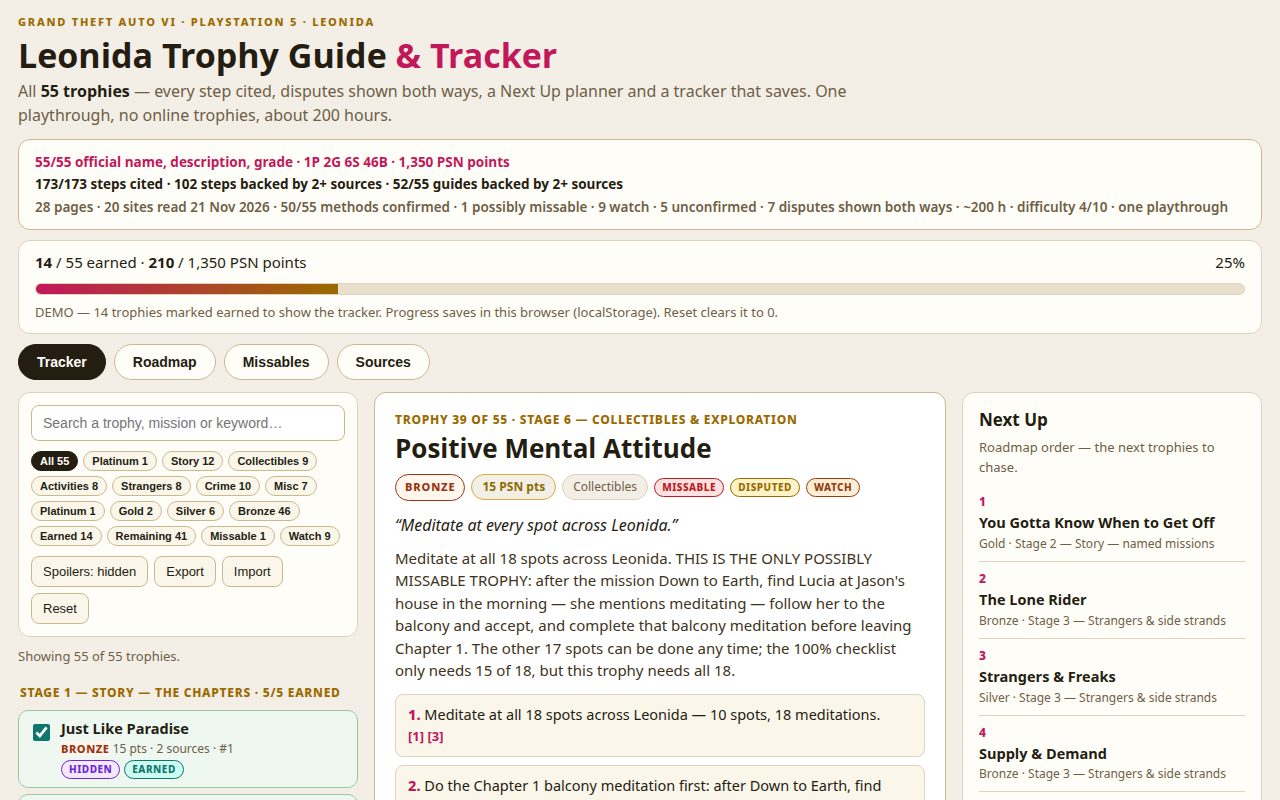 GRAND THEFT AUTO VI · PLAYSTATION 5 · LEONIDA
Leonida Trophy Guide & Tracker
All 55 trophies — every step cited, disputes shown both ways, a Next Up planner and a tracker that saves. One
playthrough, no online trophies, about 200 hours.
55/55 official name, description, grade · 1P 2G 6S 46B · 1,350 PSN points
173/173 steps cited · 102 steps backed by 2+ sources · 52/55 guides backed by 2+ sources
28 pages · 20 sites read 21 Nov 2026 · 50/55 methods confirmed · 1 possibly missable · 9 watch · 5 unconfirmed · 7 disputes shown both ways · ~200 h · difficulty 4/10 · one playthrough
14 / 55 earned · 210 / 1,350 PSN points
25%
DEMO — 14 trophies marked earned to show the tracker. Progress saves in this browser (localStorage). Reset clears it to 0.
Tracker
Roadmap
Missables
Sources
Search a trophy, mission or keyword…
All 55
Platinum 1
Story 12
Collectibles 9
Activities 8
Strangers 8
Crime 10
Misc 7
Platinum 1
Gold 2
Silver 6
Bronze 46
Earned 14
Remaining 41
Missable 1
Watch 9
Spoilers: hidden
Export
Import
Reset
Showing 55 of 55 trophies.
STAGE 1 — STORY — THE CHAPTERS · 5/5 EARNED
Just Like Paradise
BRONZE 15 pts · 2 sources · #1
HIDDEN
EARNED
TROPHY 39 OF 55 · STAGE 6 — COLLECTIBLES & EXPLORATION
Positive Mental Attitude
BRONZE
15 PSN pts
Collectibles
MISSABLE
DISPUTED
WATCH
“Meditate at every spot across Leonida.”
Meditate at all 18 spots across Leonida. THIS IS THE ONLY POSSIBLY
MISSABLE TROPHY: after the mission Down to Earth, find Lucia at Jason's
house in the morning — she mentions meditating — follow her to the
balcony and accept, and complete that balcony meditation before leaving
Chapter 1. The other 17 spots can be done any time; the 100% checklist
only needs 15 of 18, but this trophy needs all 18.
1. Meditate at all 18 spots across Leonida — 10 spots, 18 meditations.
[1] [3]
2. Do the Chapter 1 balcony meditation first: after Down to Earth, find
Next Up
Roadmap order — the next trophies to
chase.
1
You Gotta Know When to Get Off
Gold · Stage 2 — Story — named missions
2
The Lone Rider
Bronze · Stage 3 — Strangers & side strands
3
Strangers & Freaks
Silver · Stage 3 — Strangers & side strands
4
Supply & Demand
Bronze · Stage 3 — Strangers & side strands